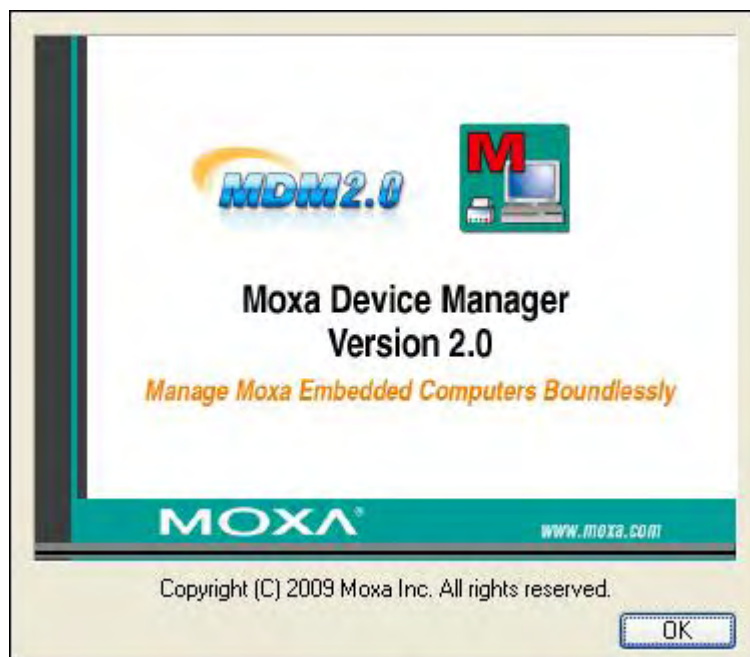 MDM2.0
M
Moxa Device Manager
Version 2.0
Manage Moxa Embedded Computers Boundlessly
MOXA®
www.moxa.com
Copyright (C) 2009 Moxa Inc. All rights reserved.
OK